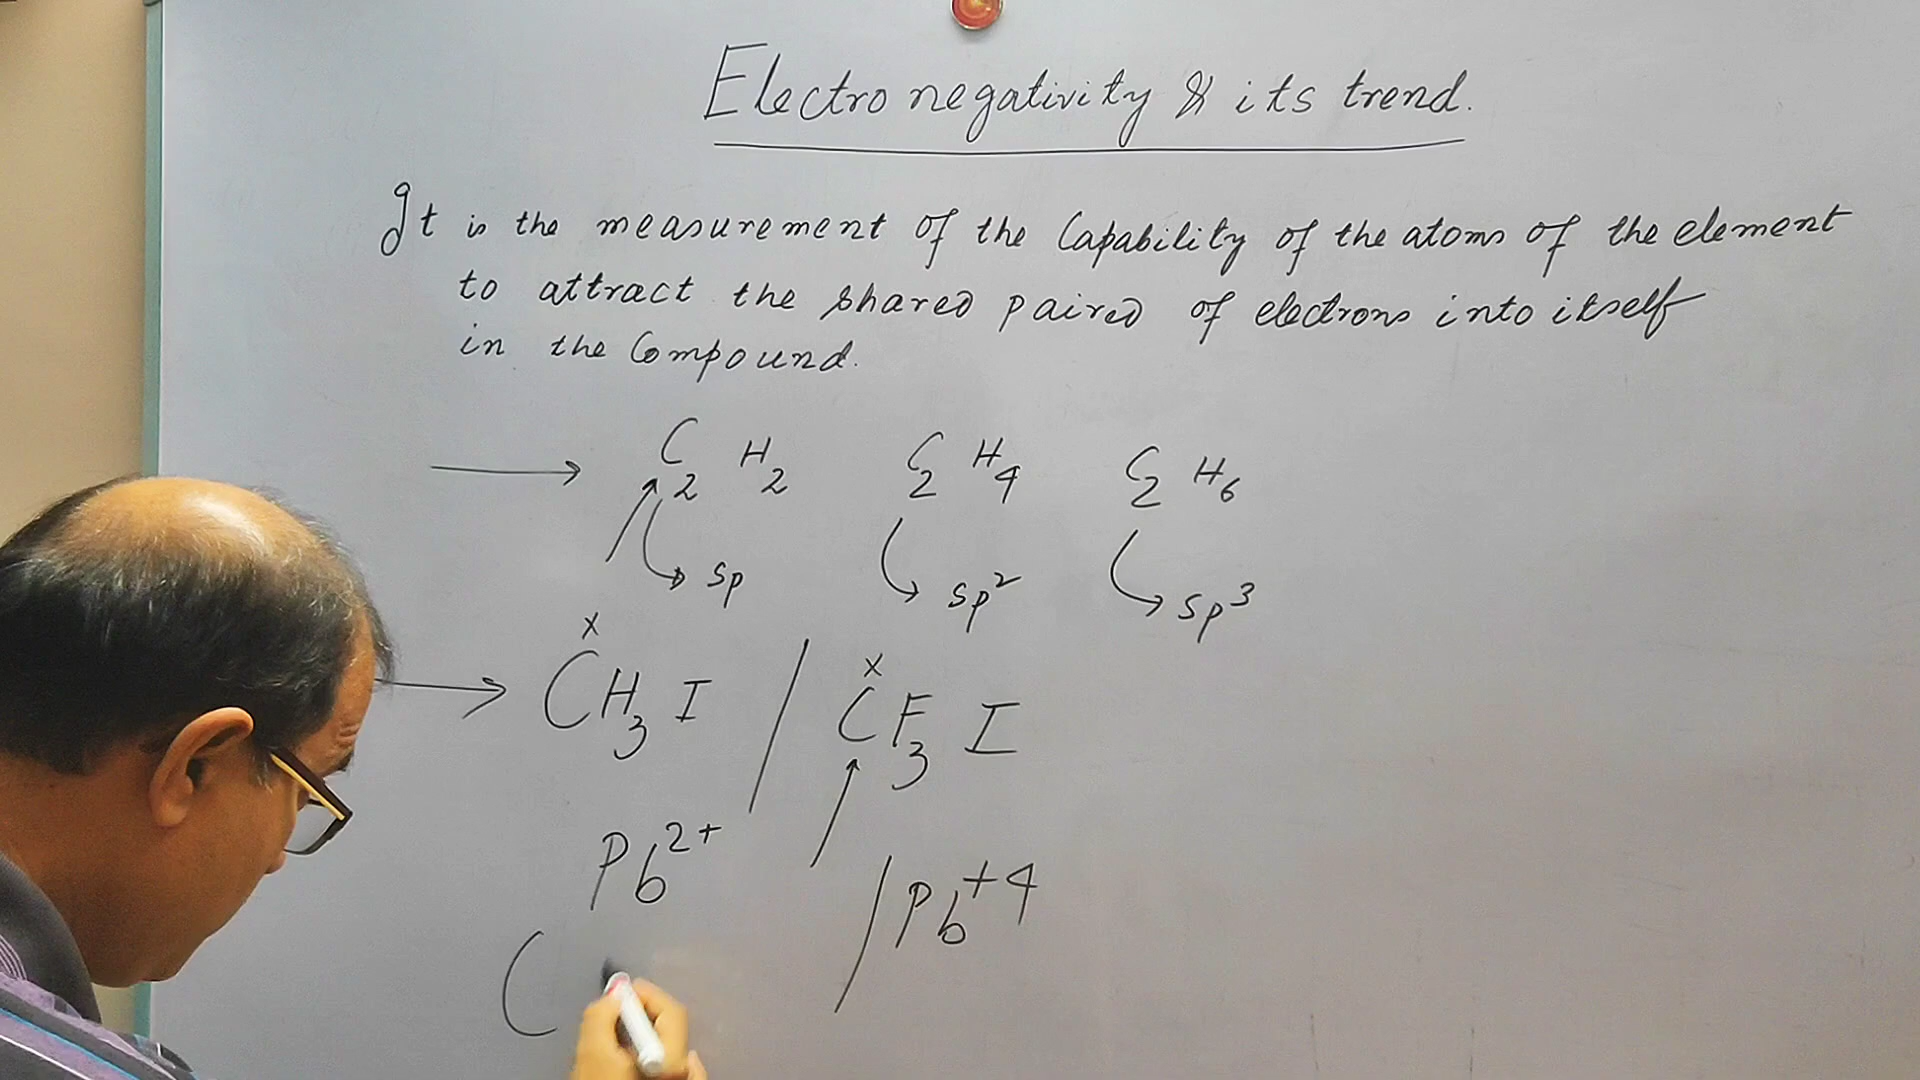 Electro negativity & its trend.
It is the measurement of the Capability of the atoms of the element
to attract the shared paired of electrons into itself
in the Compound.
→ C2 H2 C2 H4 C2 H6
sp sp² sp³
x x
→ CH3 I / CF3 I
Pb²⁺ / Pb⁺⁴
(